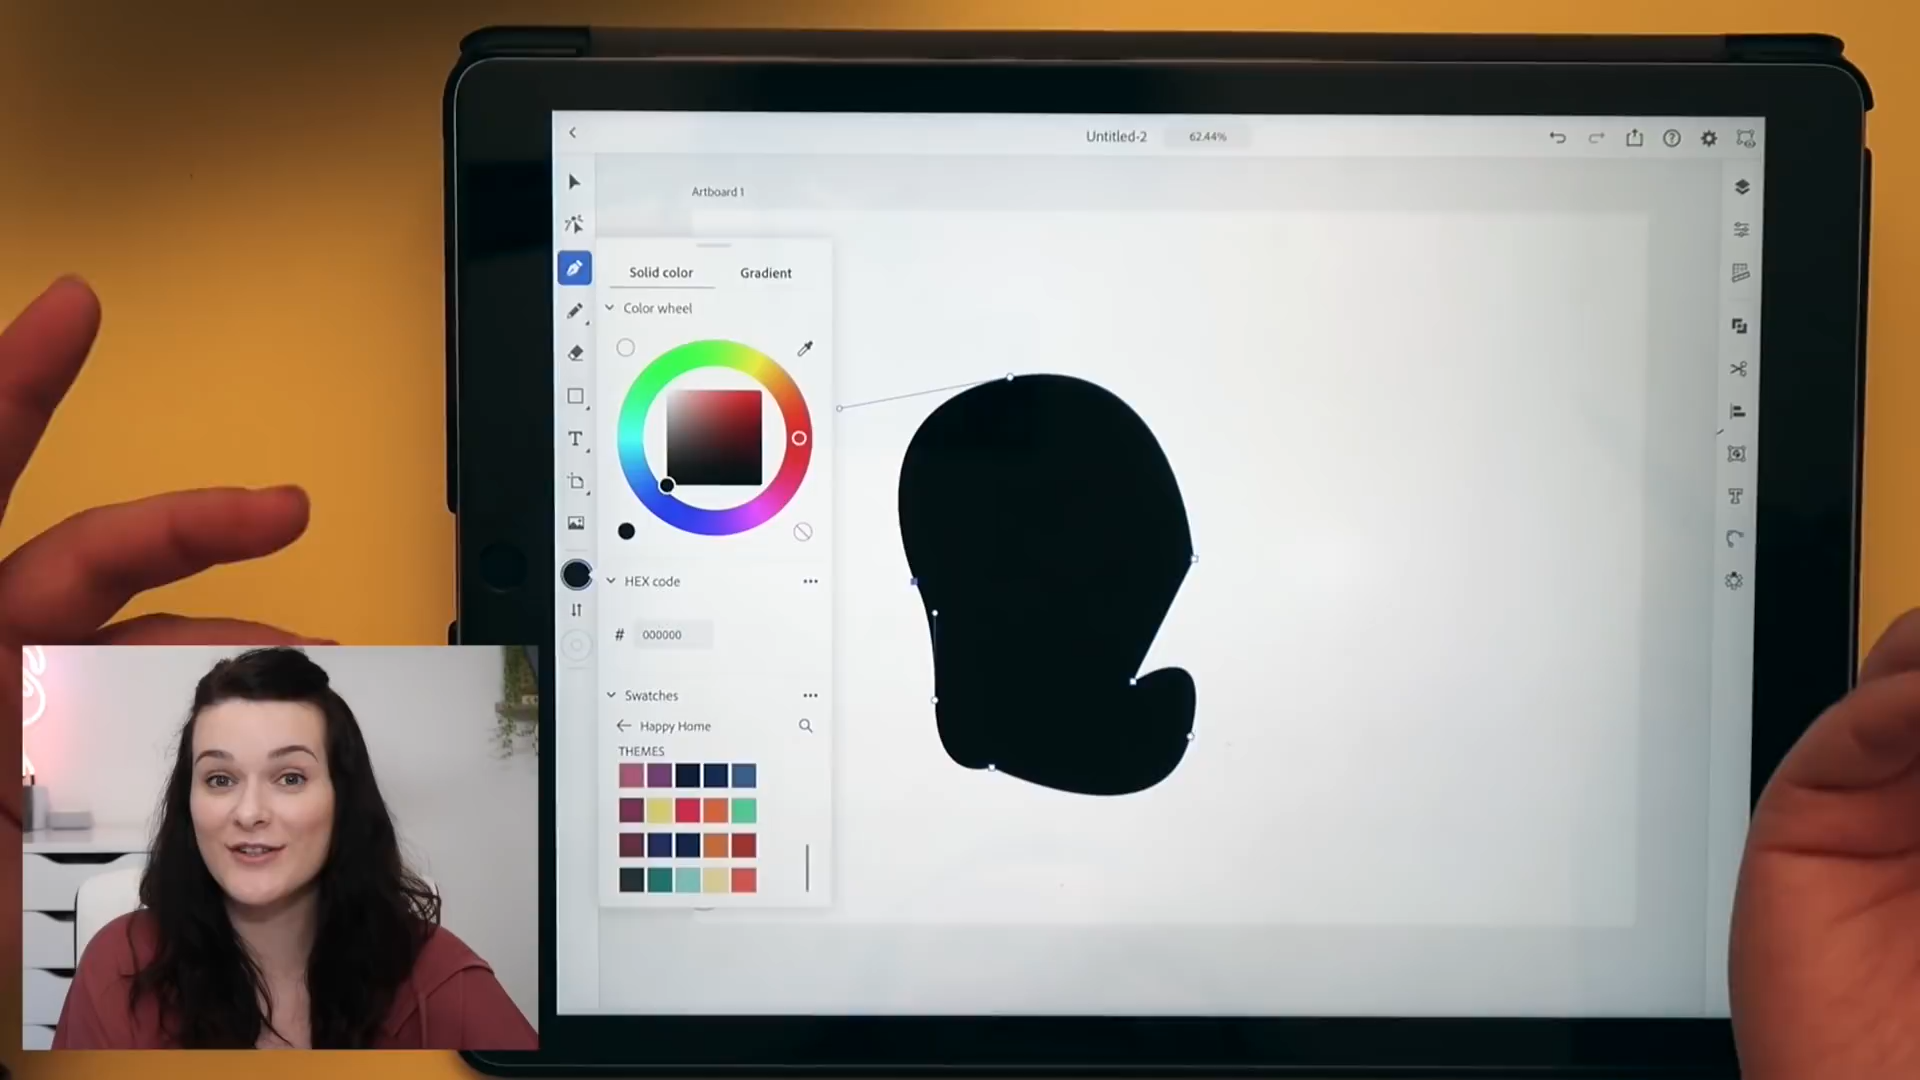 Untitled-2 62.44%
Artboard 1
Solid color Gradient
Color wheel
HEX code
# 000000
Swatches
Happy Home
THEMES